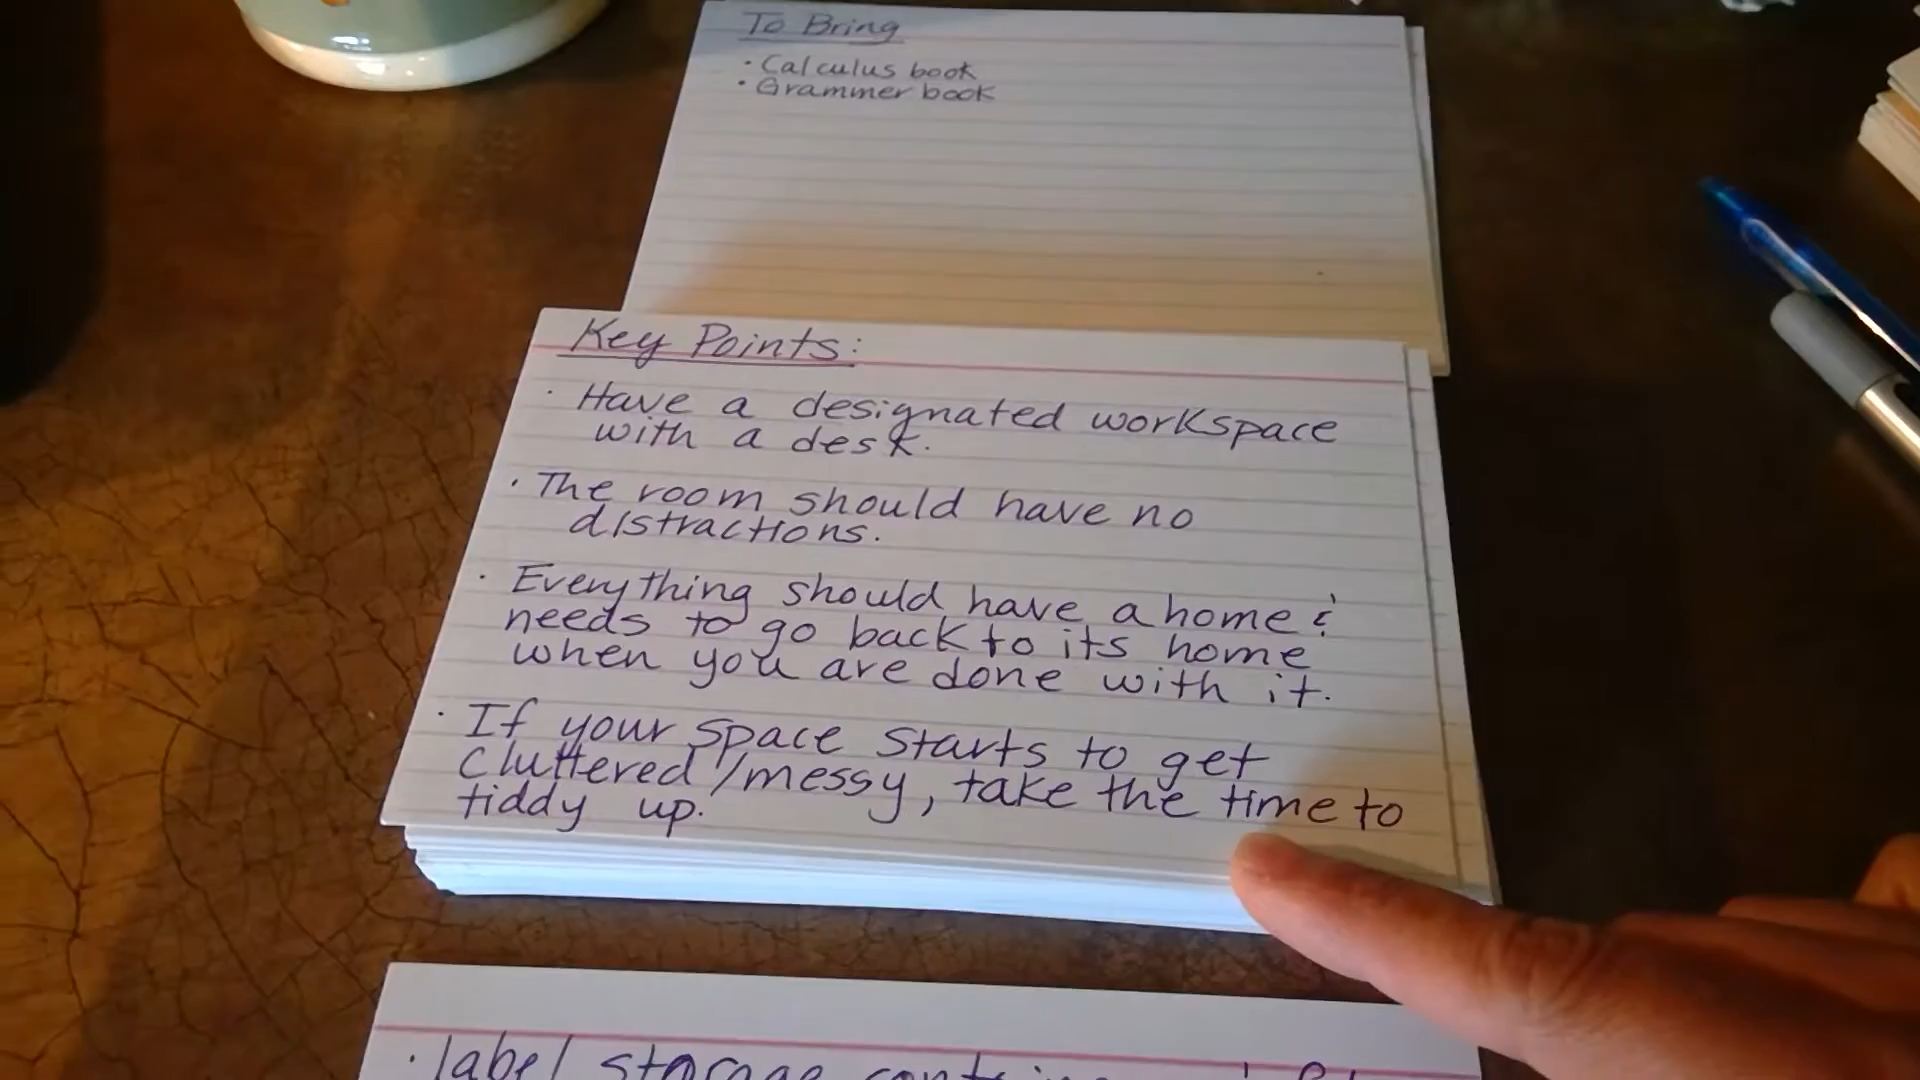 To Bring
· Calculus book
· Grammer book
Key Points:
· Have a designated workspace
with a desk.
· The room should have no
distractions.
· Everything should have a home &
needs to go back to its home
when you are done with it.
· If your space starts to get
cluttered/messy, take the time to
tiddy up.
· label storage